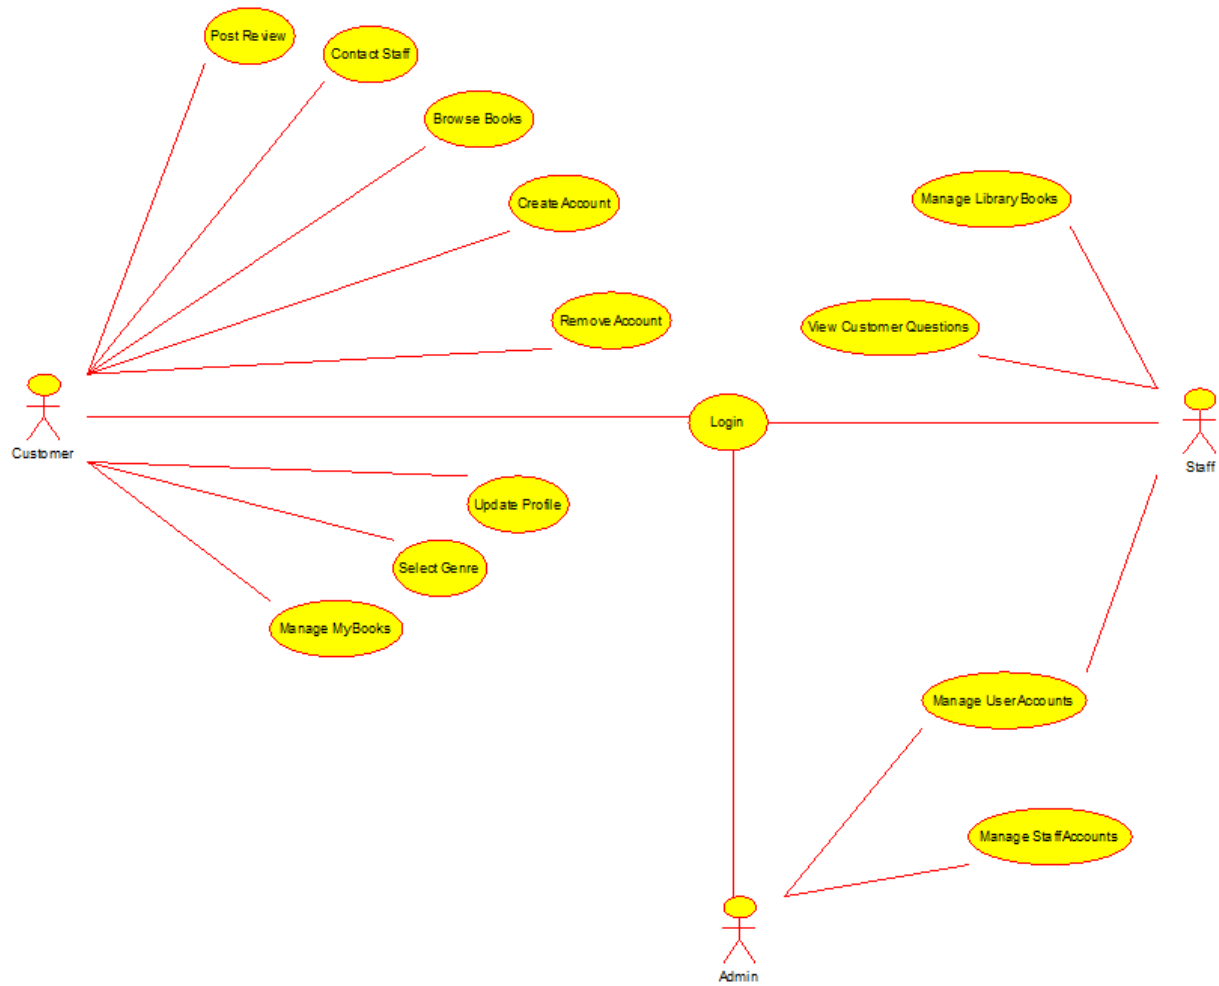 Post Review
Contact Staff
Browse Books
Create Account
Manage Library Books
Remove Account
View Customer Questions
Login
Customer
Staff
Update Profile
Select Genre
Manage MyBooks
Manage User Accounts
Manage Staff Accounts
Admin